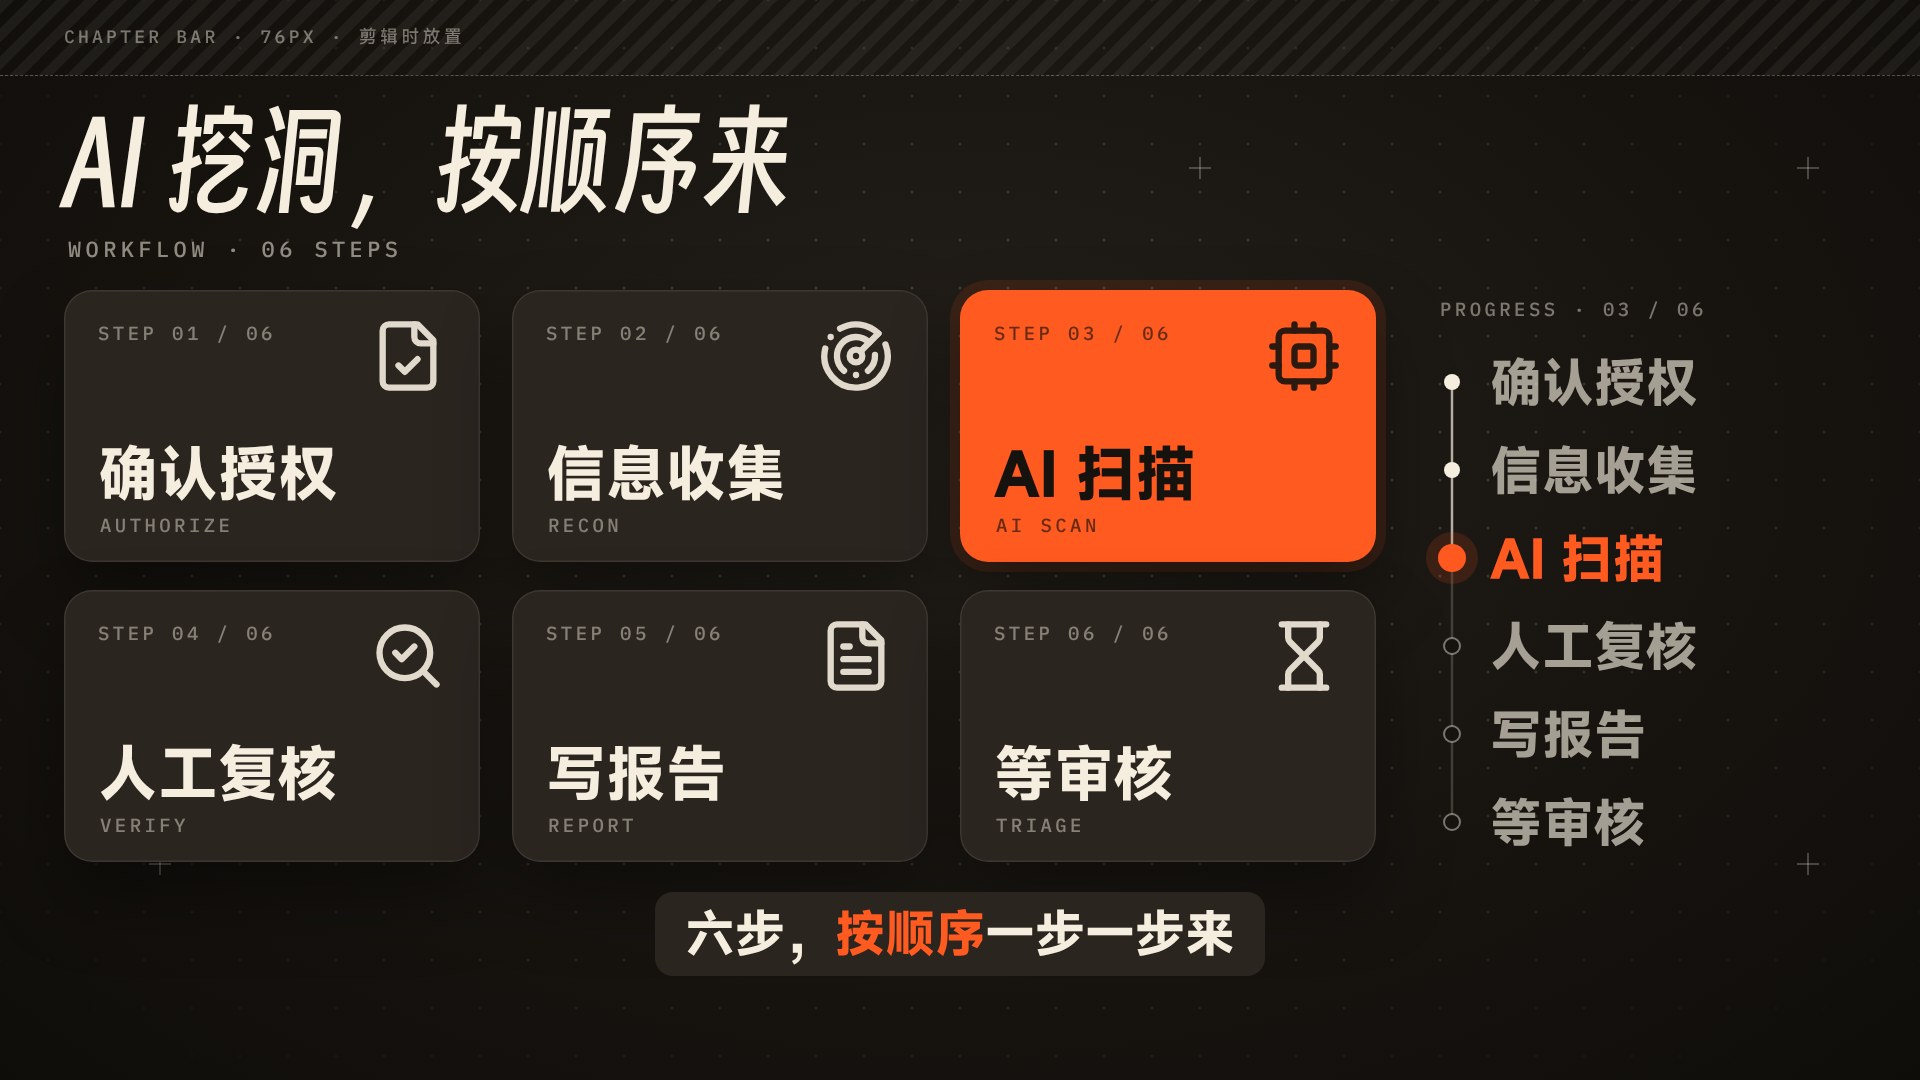 CHAPTER BAR · 76PX · 剪辑时放置
AI 挖洞，按顺序来
WORKFLOW · 06 STEPS
STEP 01 / 06
确认授权
AUTHORIZE
STEP 02 / 06
信息收集
RECON
STEP 03 / 06
AI 扫描
AI SCAN
STEP 04 / 06
人工复核
VERIFY
STEP 05 / 06
写报告
REPORT
STEP 06 / 06
等审核
TRIAGE
PROGRESS · 03 / 06
确认授权
信息收集
AI 扫描
人工复核
写报告
等审核
六步，按顺序一步一步来